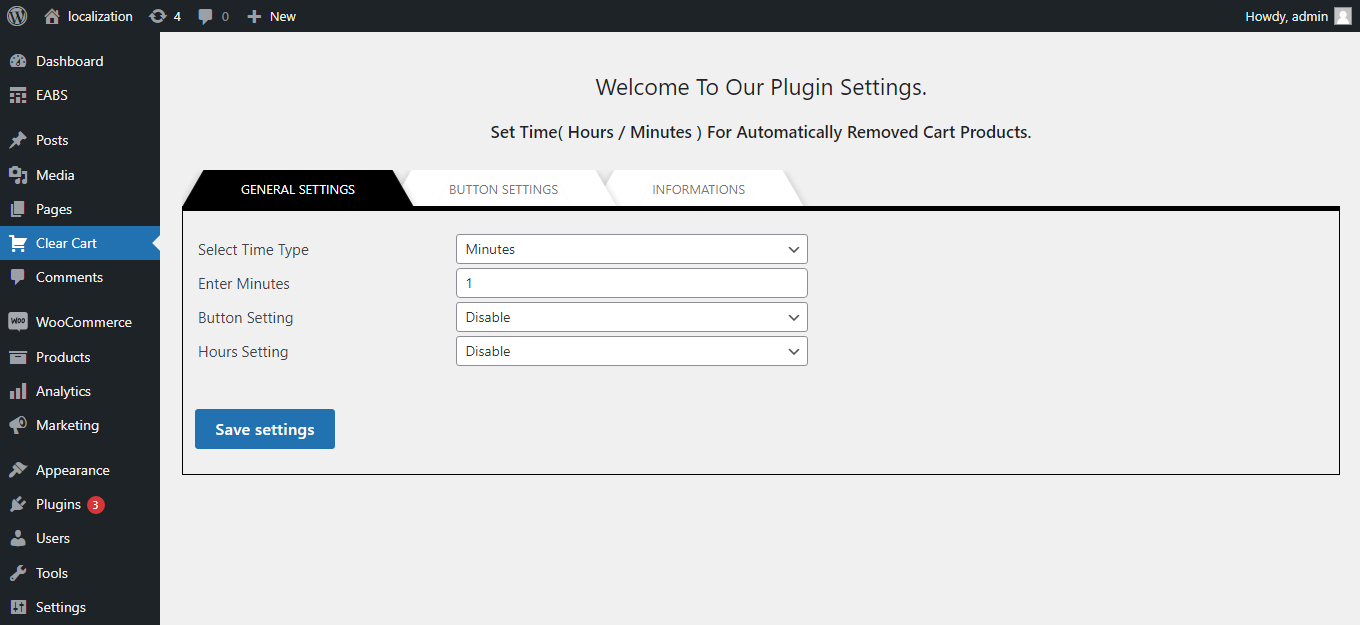 localization 4 0 New Howdy, admin
Dashboard
EABS
Posts
Media
Pages
Clear Cart
Comments
WOO WooCommerce
Products
Analytics
Marketing
Appearance
Plugins 3
Users
Tools
Settings
Welcome To Our Plugin Settings.
Set Time( Hours / Minutes ) For Automatically Removed Cart Products.
GENERAL SETTINGS BUTTON SETTINGS INFORMATIONS
Select Time Type Minutes
Enter Minutes 1
Button Setting Disable
Hours Setting Disable
Save settings